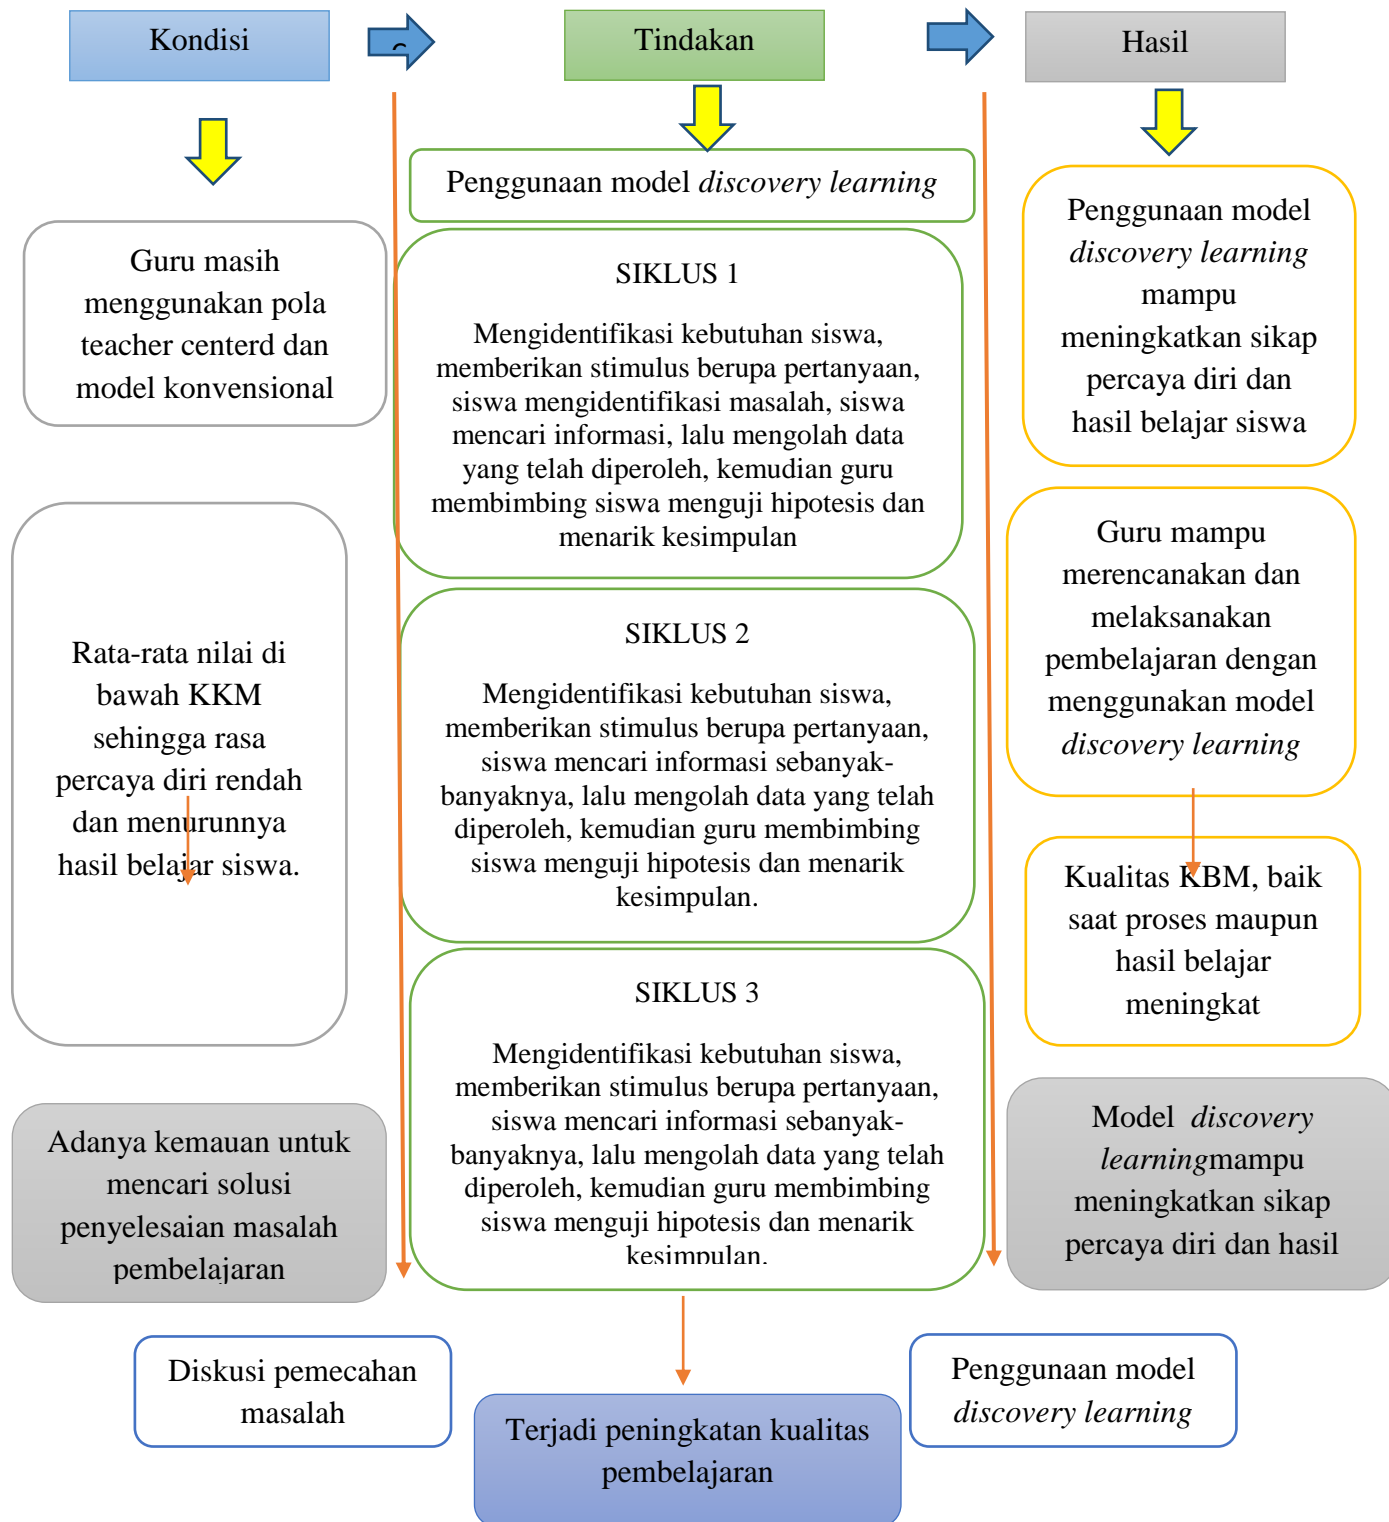 Kondisi
Tindakan
Hasil
Guru masih
menggunakan pola
teacher centerd dan
model konvensional
Rata-rata nilai di
bawah KKM
sehingga rasa
percaya diri rendah
dan menurunnya
hasil belajar siswa.
Adanya kemauan untuk
mencari solusi
penyelesaian masalah
pembelajaran
Diskusi pemecahan
masalah
Penggunaan model discovery learning
SIKLUS 1
Mengidentifikasi kebutuhan siswa,
memberikan stimulus berupa pertanyaan,
siswa mengidentifikasi masalah, siswa
mencari informasi, lalu mengolah data
yang telah diperoleh, kemudian guru
membimbing siswa menguji hipotesis dan
menarik kesimpulan
SIKLUS 2
Mengidentifikasi kebutuhan siswa,
memberikan stimulus berupa pertanyaan,
siswa mencari informasi sebanyak-
banyaknya, lalu mengolah data yang telah
diperoleh, kemudian guru membimbing
siswa menguji hipotesis dan menarik
kesimpulan.
SIKLUS 3
Mengidentifikasi kebutuhan siswa,
memberikan stimulus berupa pertanyaan,
siswa mencari informasi sebanyak-
banyaknya, lalu mengolah data yang telah
diperoleh, kemudian guru membimbing
siswa menguji hipotesis dan menarik
kesimpulan.
Terjadi peningkatan kualitas
pembelajaran
Penggunaan model
discovery learning
mampu
meningkatkan sikap
percaya diri dan
hasil belajar siswa
Guru mampu
merencanakan dan
melaksanakan
pembelajaran dengan
menggunakan model
discovery learning
Kualitas KBM, baik
saat proses maupun
hasil belajar
meningkat
Model discovery
learningmampu
meningkatkan sikap
percaya diri dan hasil
Penggunaan model
discovery learning